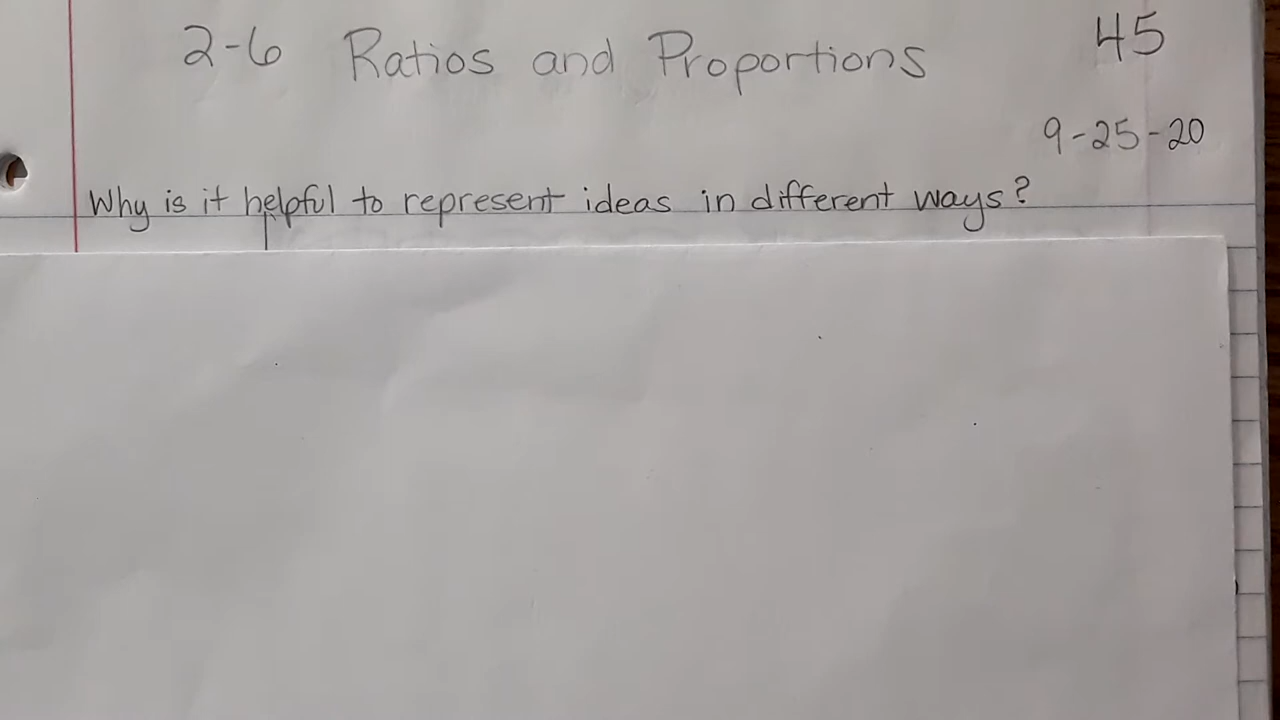 2-6 Ratios and Proportions 45
9-25-20
Why is it helpful to represent ideas in different ways?